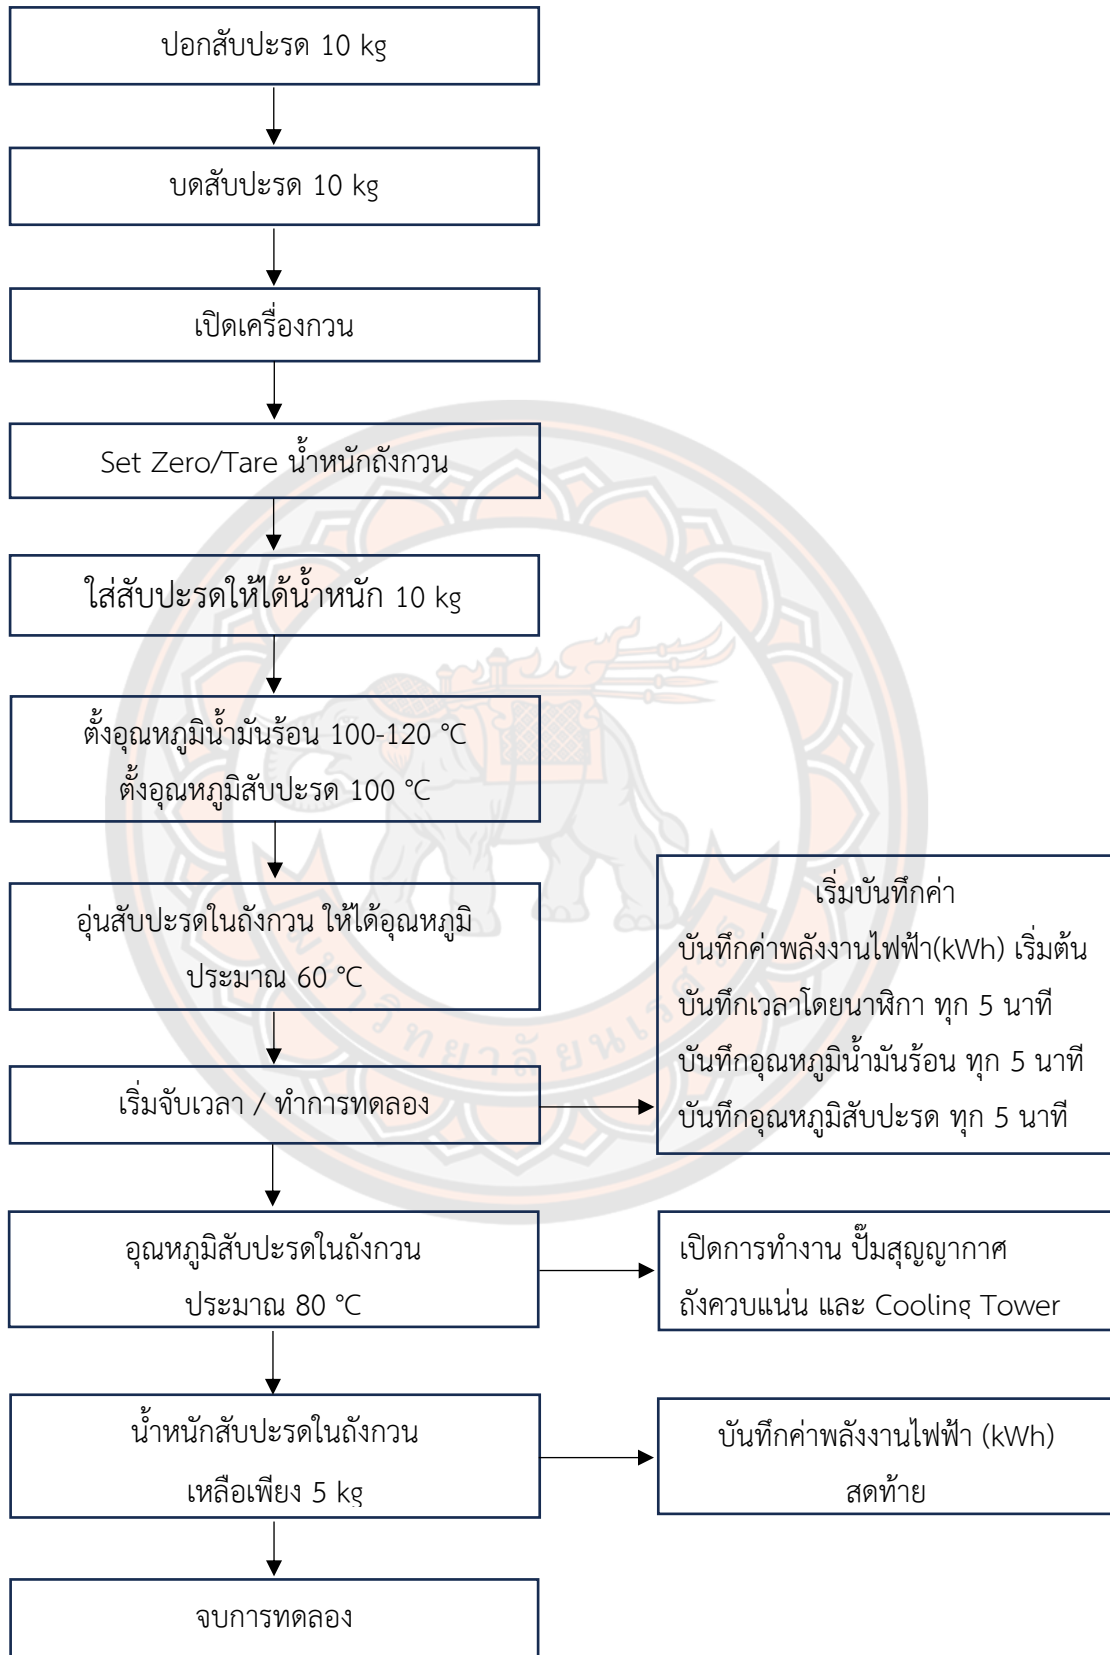 ปอกสับปะรด 10 kg
บดสับปะรด 10 kg
เปิดเครื่องกวน
Set Zero/Tare น้ำหนักถังกวน
ใส่สับปะรดให้ได้น้ำหนัก 10 kg
ตั้งอุณหภูมิน้ำมันร้อน 100-120 °C
ตั้งอุณหภูมิสับปะรด 100 °C
อุ่นสับปะรดในถังกวน ให้ได้อุณหภูมิ
ประมาณ 60 °C
เริ่มจับเวลา / ทำการทดลอง
เริ่มบันทึกค่า
บันทึกค่าพลังงานไฟฟ้า(kWh) เริ่มต้น
บันทึกเวลาโดยนาฬิกา ทุก 5 นาที
บันทึกอุณหภูมิน้ำมันร้อน ทุก 5 นาที
บันทึกอุณหภูมิสับปะรด ทุก 5 นาที
อุณหภูมิสับปะรดในถังกวน
ประมาณ 80 °C
เปิดการทำงาน ปั๊มสุญญากาศ
ถังควบแน่น และ Cooling Tower
น้ำหนักสับปะรดในถังกวน
เหลือเพียง 5 kg
บันทึกค่าพลังงานไฟฟ้า (kWh)
สุดท้าย
จบการทดลอง
มหาวิทยาลัยนเรศวร